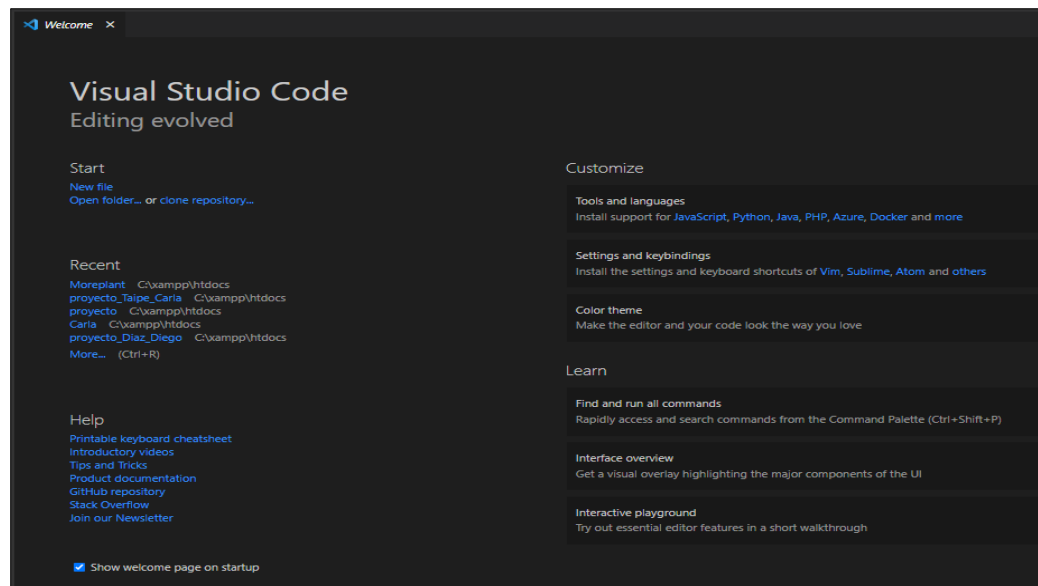 Welcome ×
Visual Studio Code
Editing evolved
Start
New file
Open folder... or clone repository...
Recent
Moreplant C:\xampp\htdocs
proyecto_Taipe_Carla C:\xampp\htdocs
proyecto C:\xampp\htdocs
Carla C:\xampp\htdocs
proyecto_Diaz_Diego C:\xampp\htdocs
More... (Ctrl+R)
Help
Printable keyboard cheatsheet
Introductory videos
Tips and Tricks
Product documentation
GitHub repository
Stack Overflow
Join our Newsletter
Show welcome page on startup
Customize
Tools and languages
Install support for JavaScript, Python, Java, PHP, Azure, Docker and more
Settings and keybindings
Install the settings and keyboard shortcuts of Vim, Sublime, Atom and others
Color theme
Make the editor and your code look the way you love
Learn
Find and run all commands
Rapidly access and search commands from the Command Palette (Ctrl+Shift+P)
Interface overview
Get a visual overlay highlighting the major components of the UI
Interactive playground
Try out essential editor features in a short walkthrough